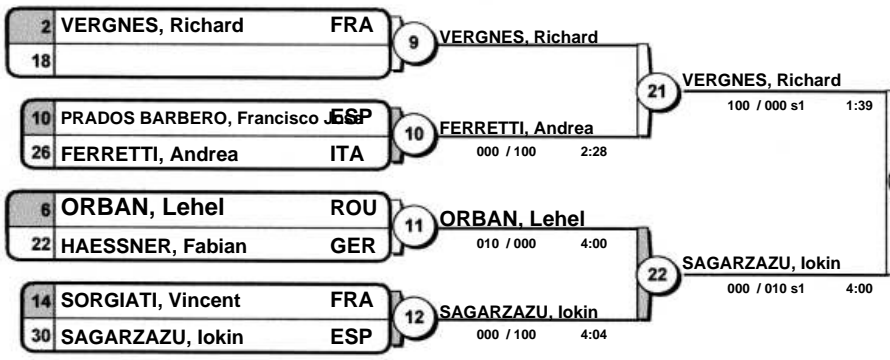 2 VERGNES, Richard FRA
18
9
VERGNES, Richard
10 PRADOS BARBERO, Francisco José ESP
26 FERRETTI, Andrea ITA
10
FERRETTI, Andrea
000 / 100 2:28
21
VERGNES, Richard
100 / 000 s1 1:39
6 ORBAN, Lehel ROU
22 HAESSNER, Fabian GER
11
ORBAN, Lehel
010 / 000 4:00
14 SORGIATI, Vincent FRA
30 SAGARZAZU, Iokin ESP
12
SAGARZAZU, Iokin
000 / 100 4:04
22
SAGARZAZU, Iokin
000 / 010 s1 4:00